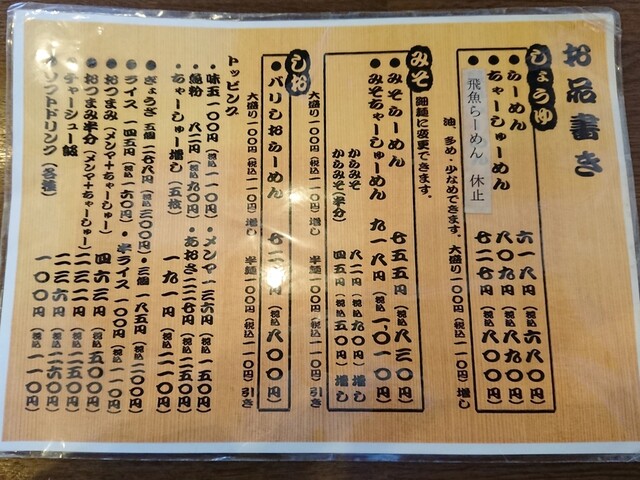 お品書き
しょうゆ
●らーめん 六一八円(税込六八〇円)
●ちゃーしゅーめん 八〇九円(税込八九〇円)
飛魚らーめん 休止 七二七円(税込八〇〇円)
油、多め・少なめできます。 大盛り一〇〇円(税込一一〇円)増し
みそ
細麺に変更できます。
●みそらーめん 七五五円(税込八三〇円)
●みそちゃーしゅーめん 九一八円(税込一、〇一〇円)
からみそ 八二円(税込九〇円)増し
からみそ(半分) 四五円(税込五〇円)増し
大盛り一〇〇円(税込一一〇円)増し 半麺一〇〇円(税込一一〇円)引き
しお
●バリしおらーめん 七二七円(税込八〇〇円)
大盛り一〇〇円(税込一一〇円)増し 半麺一〇〇円(税込一一〇円)引き
トッピング
・味玉一〇〇円(税込一一〇円)・メンマ一三六円(税込一五〇円)
・魚粉 八二円(税込九〇円)・あおさ二二七円(税込二五〇円)
・ちゃーしゅー増し(五枚) 一九一円(税込二一〇円)
●ぎょうざ 五個 二七八円(税込三〇〇円)・三個 一八五円(税込二〇〇円)
●ライス 一四五円(税込一六〇円)・半ライス 一〇〇円(税込一一〇円)
●おつまみ(メンマ+ちゃーしゅー) 四六三円(税込五〇〇円)
●おつまみ半分(メンマ+ちゃーしゅー) 二三二円(税込二五〇円)
チャーシュー飯 二三六円(税込二六〇円)
ソフトドリンク(各種) 一〇〇円(税込一一〇円)